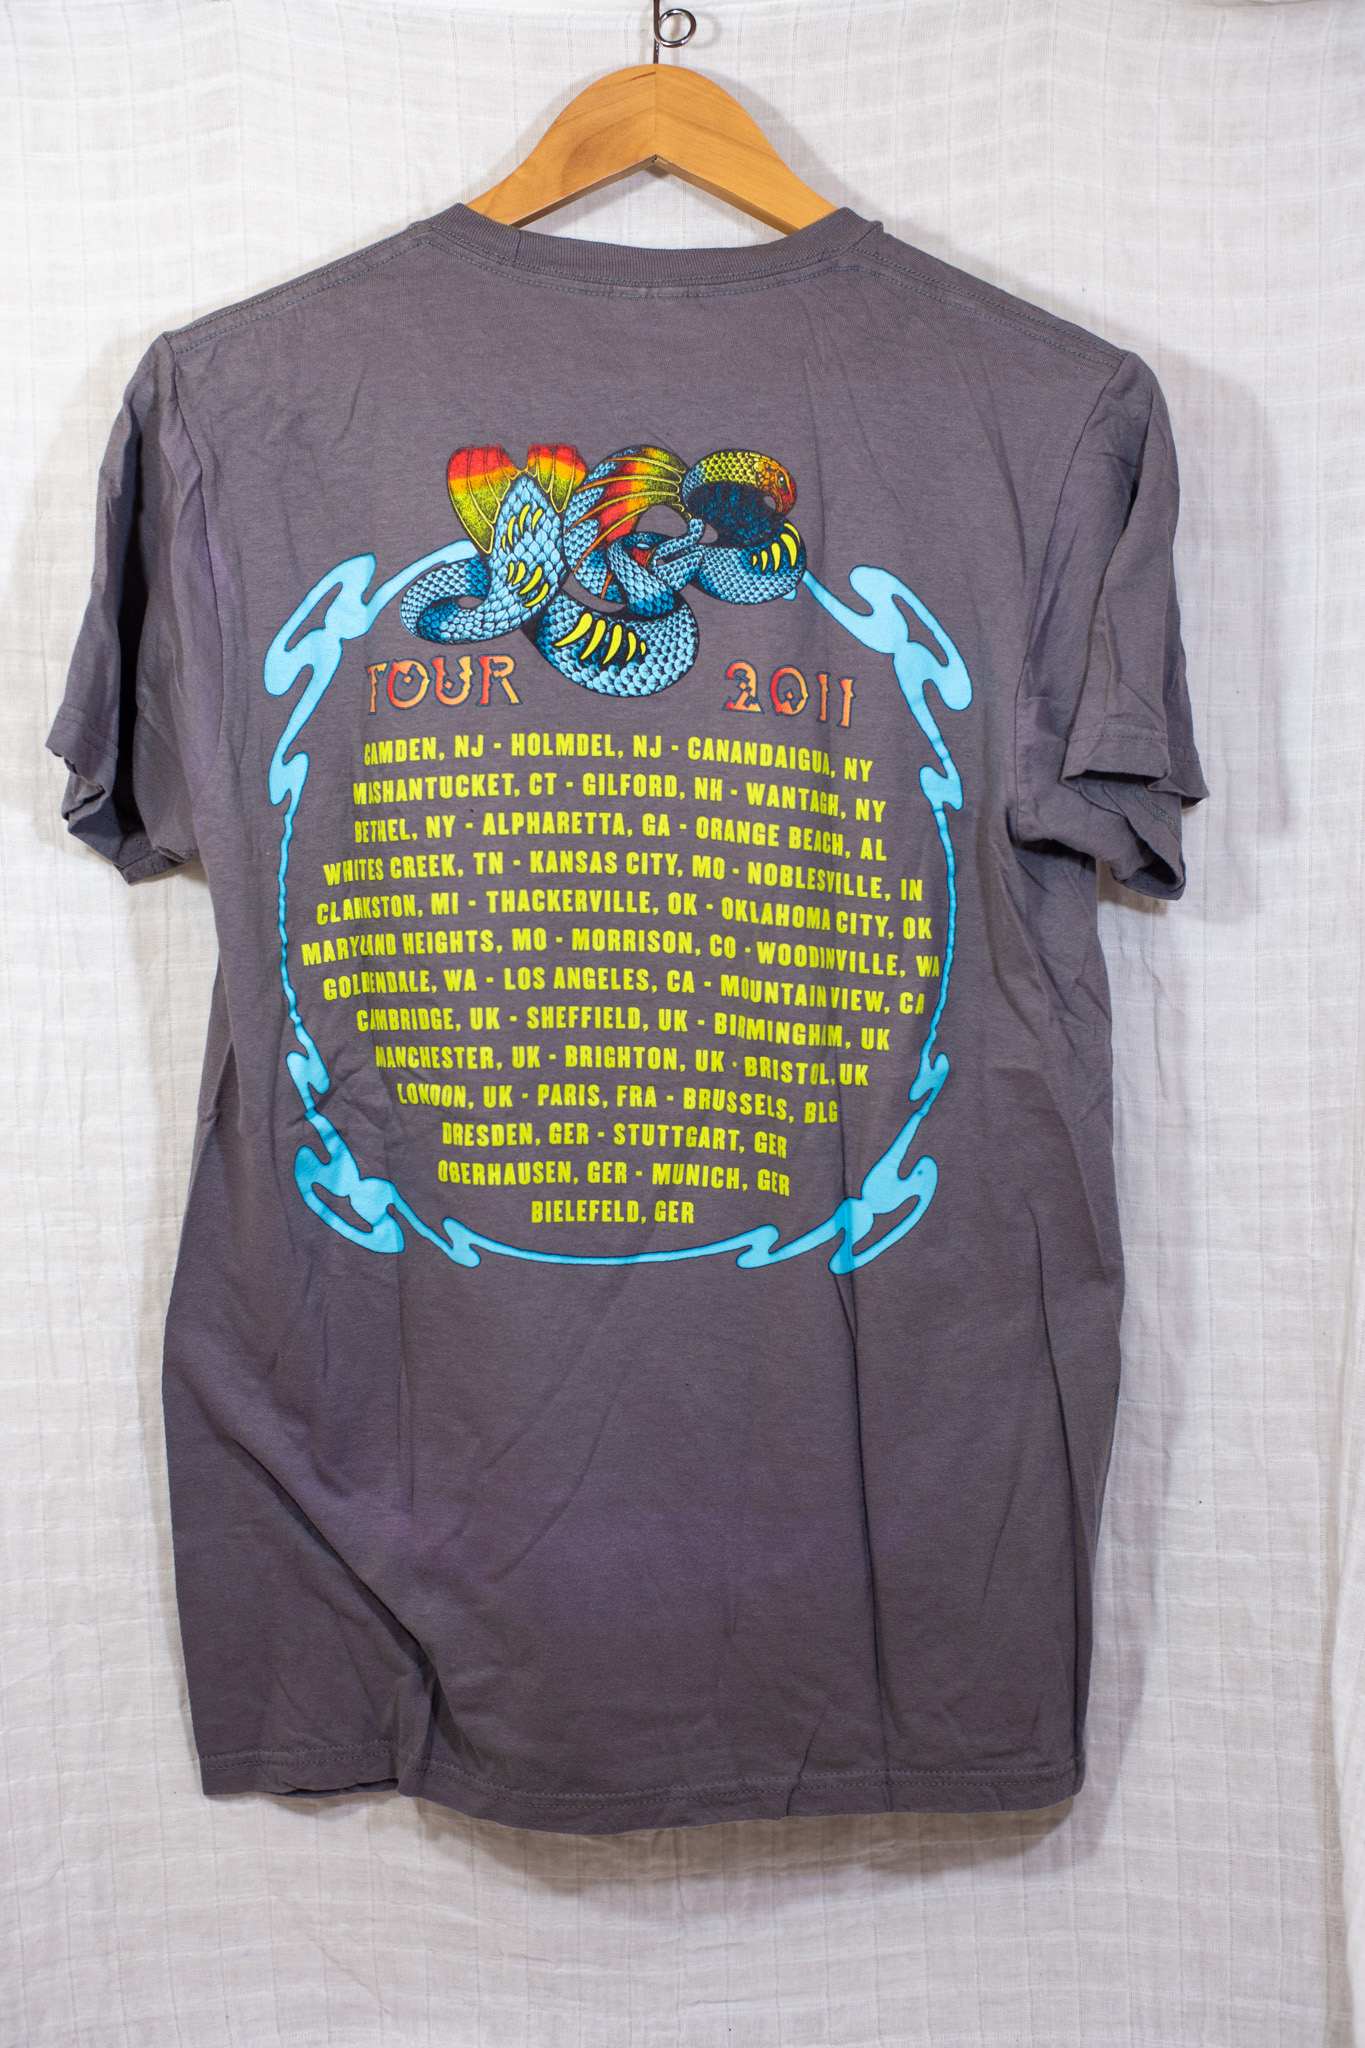 YES
TOUR 2011
CAMDEN, NJ - HOLMDEL, NJ - CANANDAIGUA, NY
MASHANTUCKET, CT - GILFORD, NH - WANTAGH, NY
BETHEL, NY - ALPHARETTA, GA - ORANGE BEACH, AL
WHITES CREEK, TN - KANSAS CITY, MO - NOBLESVILLE, IN
CLARKSTON, MI - THACKERVILLE, OK - OKLAHOMA CITY, OK
MARYLAND HEIGHTS, MO - MORRISON, CO - WOODINVILLE, WA
GOLDENDALE, WA - LOS ANGELES, CA - MOUNTAINVIEW, CA
CAMBRIDGE, UK - SHEFFIELD, UK - BIRMINGHAM, UK
MANCHESTER, UK - BRIGHTON, UK - BRISTOL, UK
LONDON, UK - PARIS, FRA - BRUSSELS, BLG
DRESDEN, GER - STUTTGART, GER
OBERHAUSEN, GER - MUNICH, GER
BIELEFELD, GER